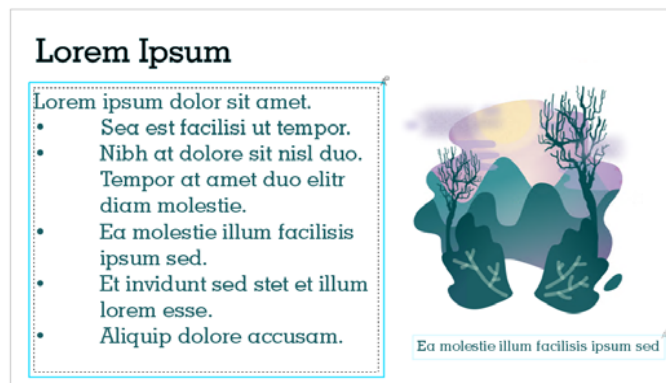 Lorem Ipsum
Lorem ipsum dolor sit amet.
• Sea est facilisi ut tempor.
• Nibh at dolore sit nisl duo.
Tempor at amet duo elitr
diam molestie.
• Ea molestie illum facilisis
ipsum sed.
• Et invidunt sed stet et illum
lorem esse.
• Aliquip dolore accusam.
Ea molestie illum facilisis ipsum sed